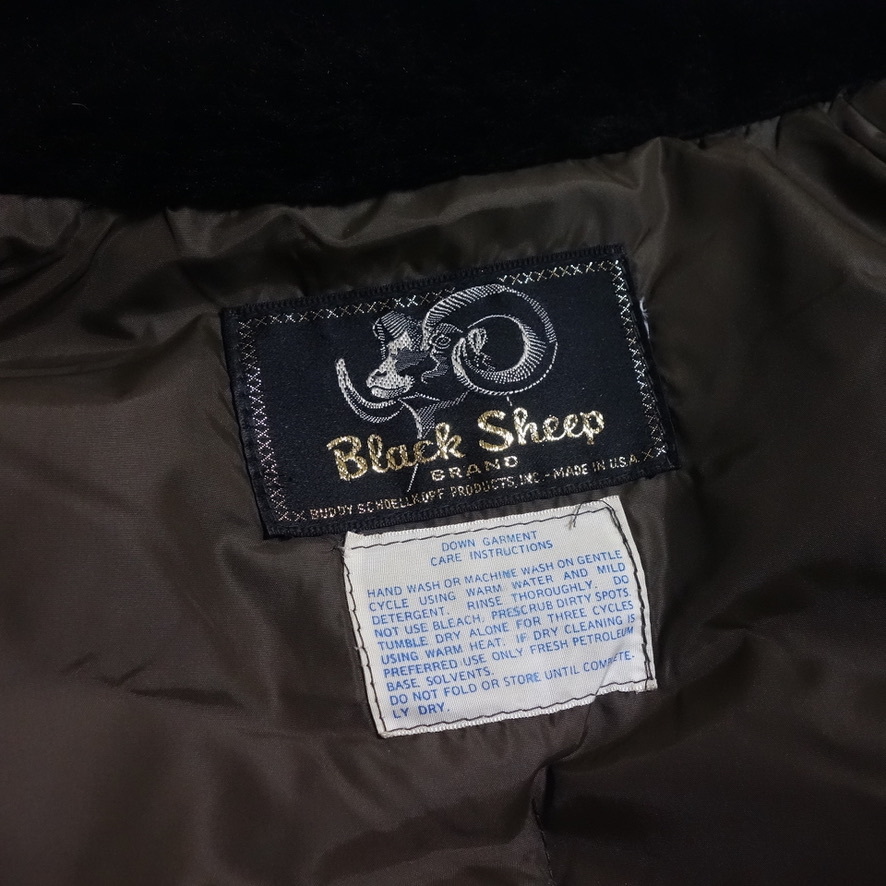 Black Sheep
BRAND
BUDDY SCHOELLKOPF PRODUCTS, INC - MADE IN U.S.A.
DOWN GARMENT
CARE INSTRUCTIONS
HAND WASH OR MACHINE WASH ON GENTLE
CYCLE USING WARM WATER AND MILD
DETERGENT. RINSE THOROUGHLY. DO
NOT USE BLEACH, PRESCRUB DIRTY SPOTS.
TUMBLE DRY ALONE FOR THREE CYCLES
USING WARM HEAT. IF DRY CLEANING IS
PREFERRED USE ONLY FRESH PETROLEUM
BASE SOLVENTS.
DO NOT FOLD OR STORE UNTIL COMPLETE-
LY DRY.